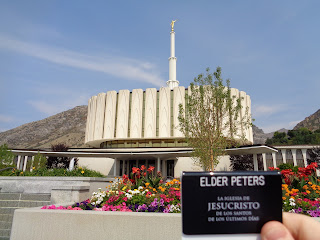 ELDER PETERS
LA IGLESIA DE
JESUCRISTO
DE LOS SANTOS
DE LOS ÚLTIMOS DÍAS